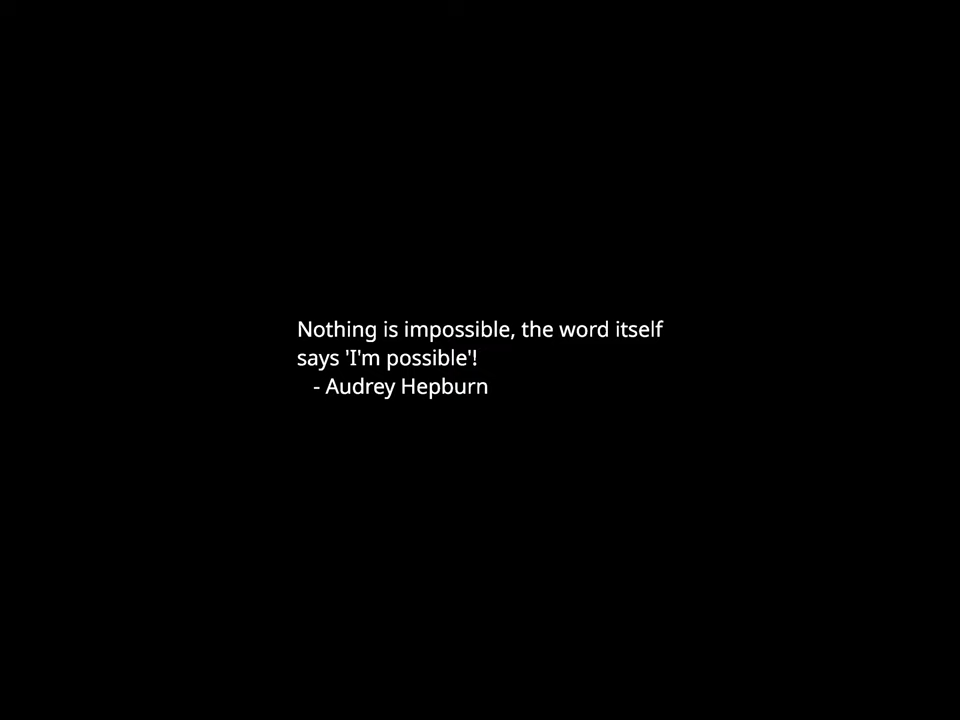 Nothing is impossible, the word itself
says 'I'm possible'!
- Audrey Hepburn